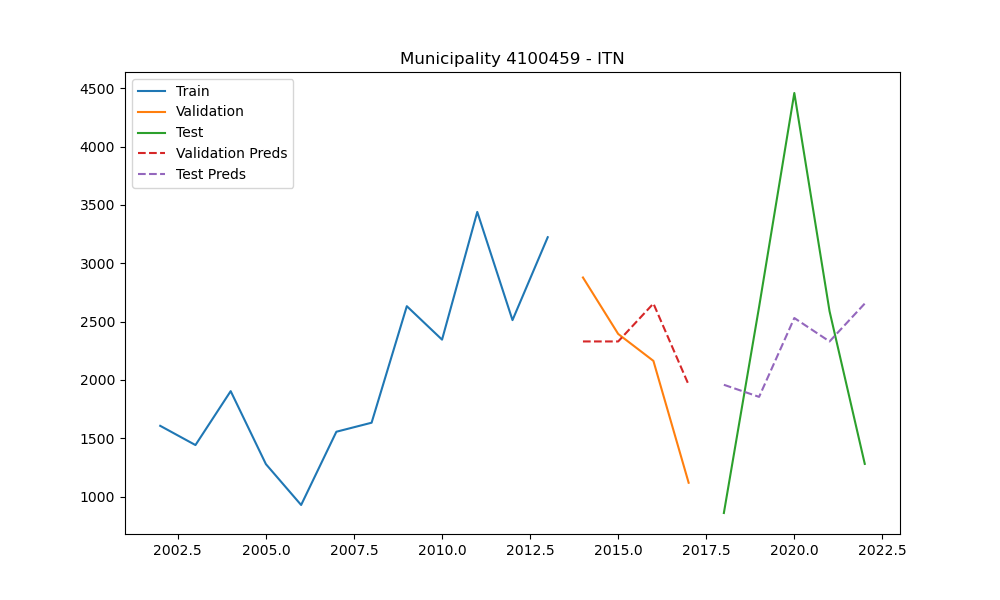 Municipality 4100459 - ITN
Train
Validation
Test
Validation Preds
Test Preds
4500
4000
3500
3000
2500
2000
1500
1000
2002.5 2005.0 2007.5 2010.0 2012.5 2015.0 2017.5 2020.0 2022.5